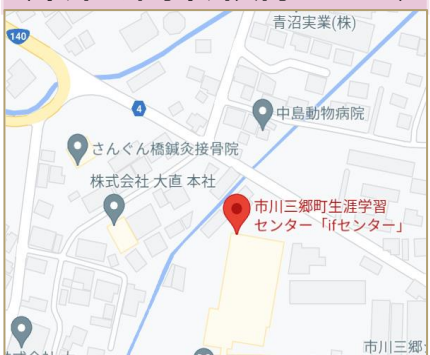 青沼実業(株)
140
4
中島動物病院
さんぐん橋鍼灸接骨院
株式会社 大直 本社
市川三郷町生涯学習
センター「ifセンター」
市川三郷